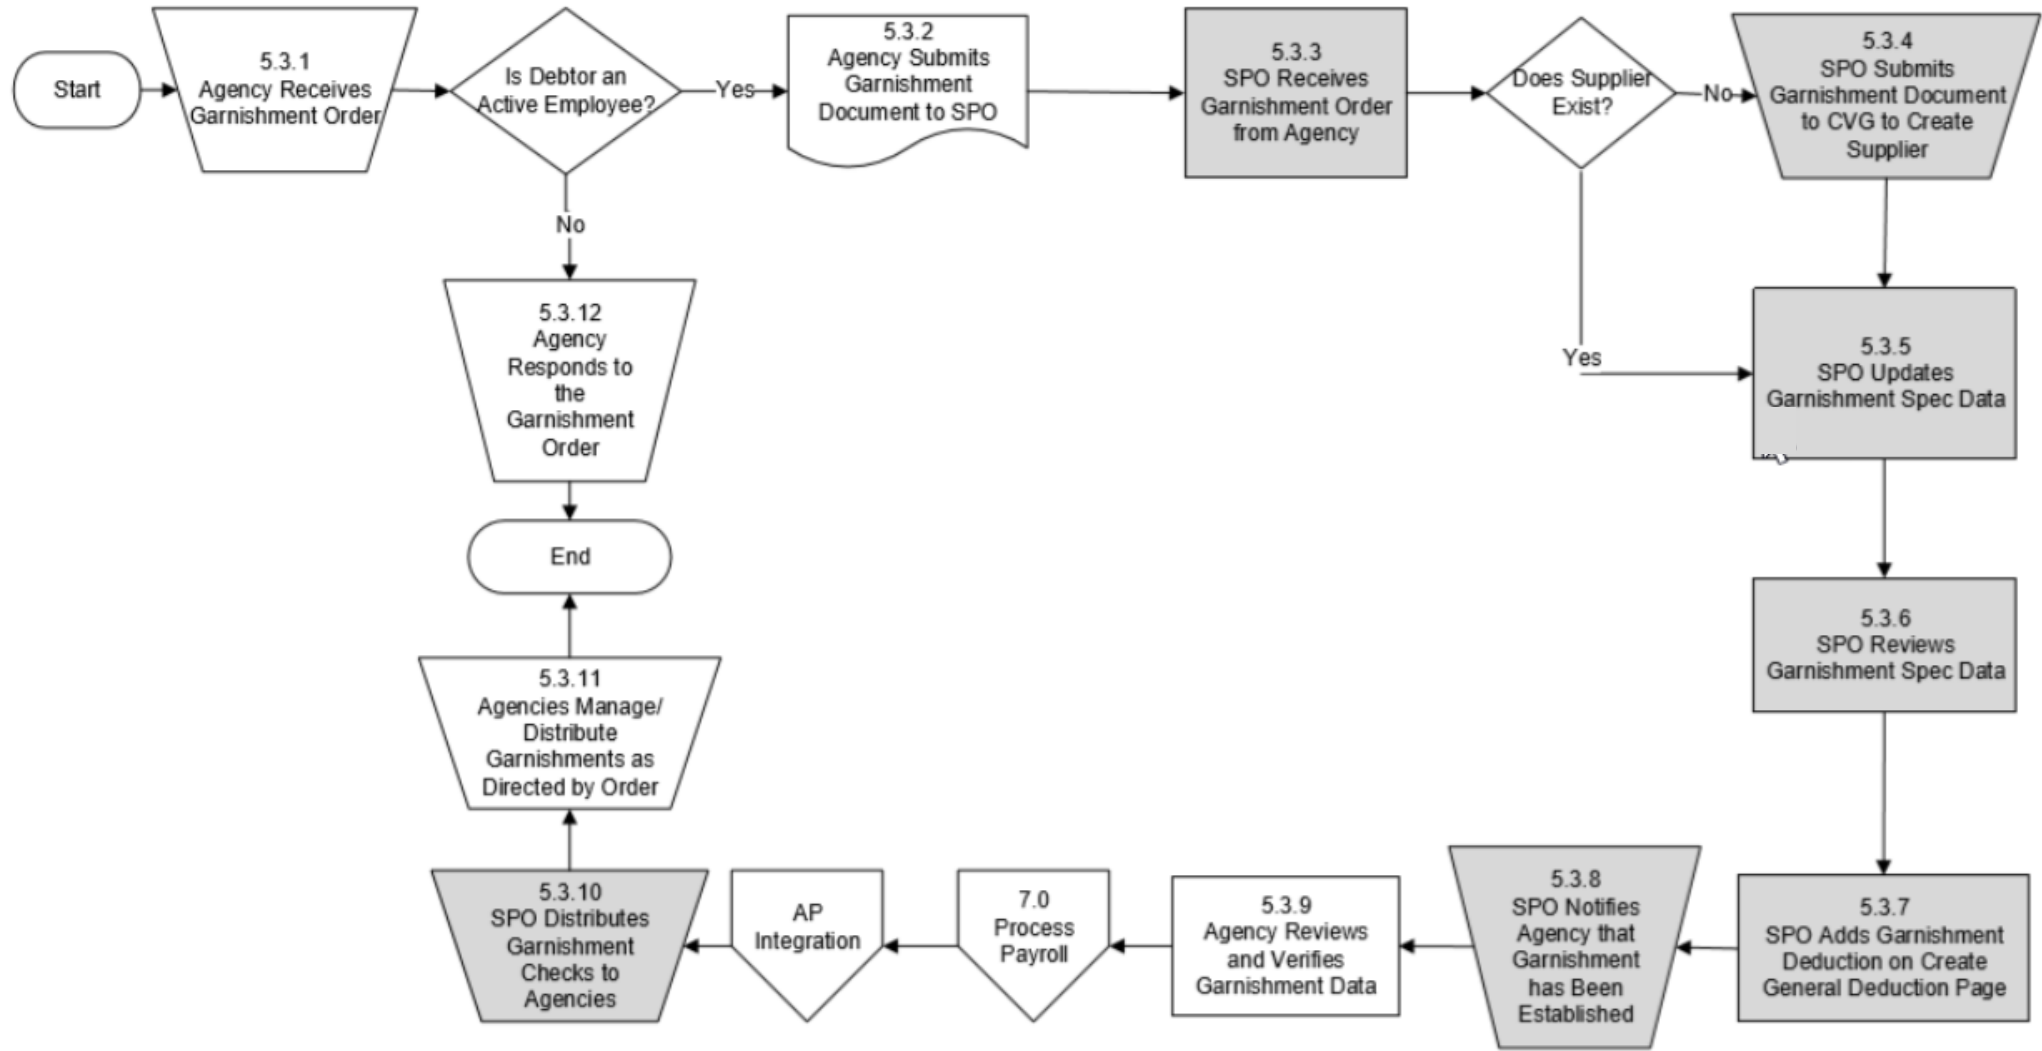 Start
5.3.1
Agency Receives
Garnishment Order
Is Debtor an
Active Employee?
Yes
5.3.2
Agency Submits
Garnishment
Document to SPO
5.3.3
SPO Receives
Garnishment Order
from Agency
Does Supplier
Exist?
No
5.3.4
SPO Submits
Garnishment Document
to CVG to Create
Supplier
No
5.3.12
Agency
Responds to
the
Garnishment
Order
Yes
5.3.5
SPO Updates
Garnishment Spec Data
End
5.3.6
SPO Reviews
Garnishment Spec Data
5.3.11
Agencies Manage/
Distribute
Garnishments as
Directed by Order
5.3.10
SPO Distributes
Garnishment
Checks to
Agencies
AP
Integration
7.0
Process
Payroll
5.3.9
Agency Reviews
and Verifies
Garnishment Data
5.3.8
SPO Notifies
Agency that
Garnishment
has Been
Established
5.3.7
SPO Adds Garnishment
Deduction on Create
General Deduction Page